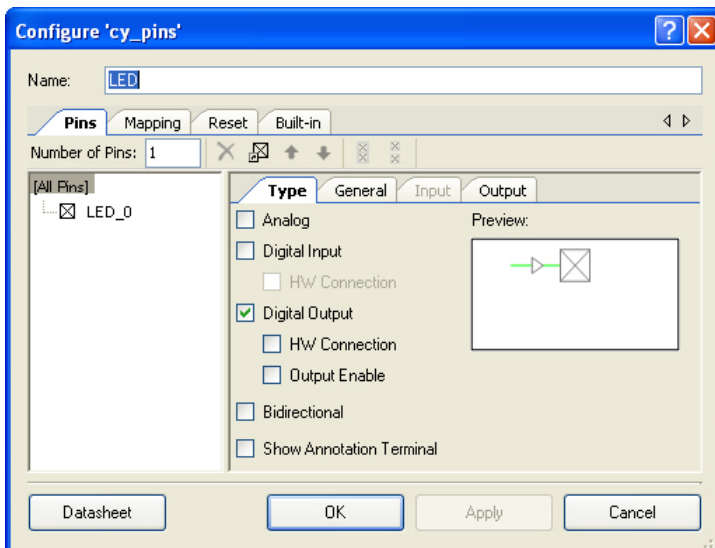 Configure 'cy_pins'
Name: LED
Pins Mapping Reset Built-in
Number of Pins: 1
[All Pins]
LED_0
Type General Input Output
Analog
Preview:
Digital Input
HW Connection
Digital Output
HW Connection
Output Enable
Bidirectional
Show Annotation Terminal
Datasheet OK Apply Cancel